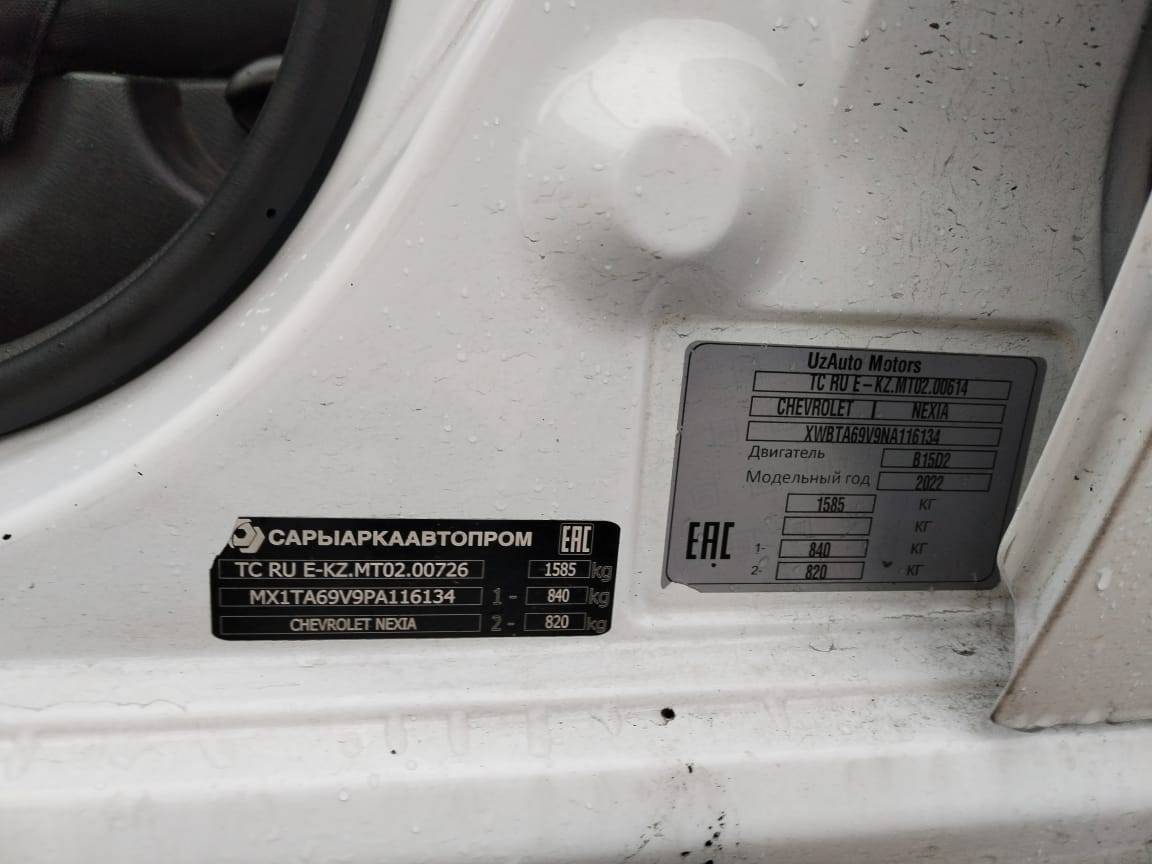 UzAuto Motors
TC RU E-KZ.MT02.00614
CHEVROLET NEXIA
XWBTA69V9NA116134
Двигатель B15D2
Модельный год 2022
1585 КГ
КГ
EAC 1- 840 КГ
2- 820 КГ
САРЫАРКААВТОПРОМ EAC
TC RU E-KZ.MT02.00726 1585 kg
MX1TA69V9PA116134 1 - 840 kg
CHEVROLET NEXIA 2 - 820 kg